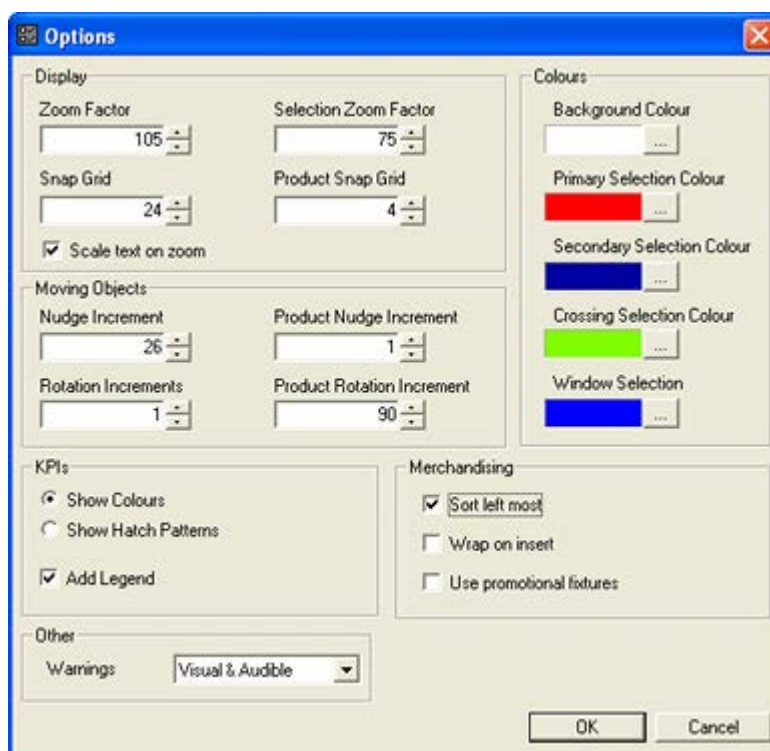 Options
Display
Zoom Factor Selection Zoom Factor
105 75
Snap Grid Product Snap Grid
24 4
Scale text on zoom
Moving Objects
Nudge Increment Product Nudge Increment
26 1
Rotation Increments Product Rotation Increment
1 90
Colours
Background Colour
...
Primary Selection Colour
...
Secondary Selection Colour
...
Crossing Selection Colour
...
Window Selection
...
KPIs
Show Colours
Show Hatch Patterns
Add Legend
Merchandising
Sort left most
Wrap on insert
Use promotional fixtures
Other
Warnings Visual & Audible
OK Cancel